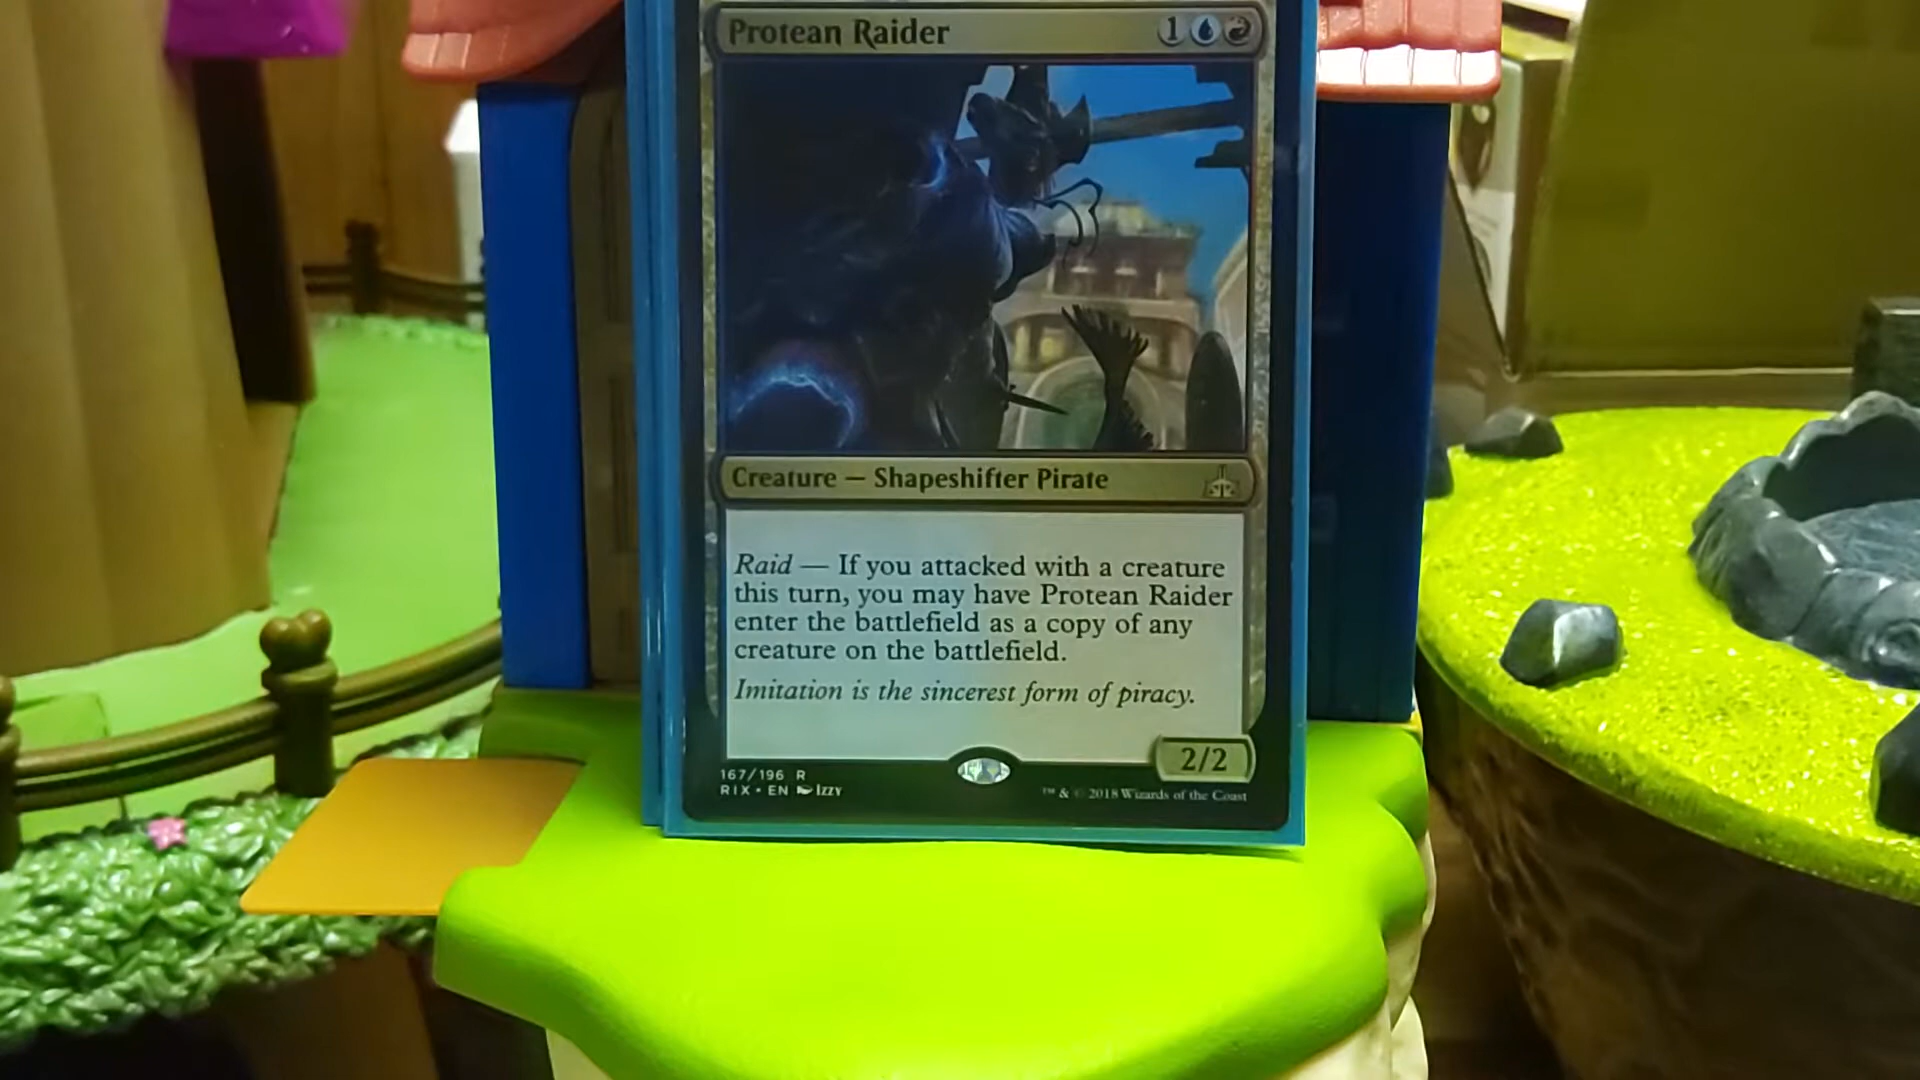 Protean Raider 1
Creature — Shapeshifter Pirate
Raid — If you attacked with a creature
this turn, you may have Protean Raider
enter the battlefield as a copy of any
creature on the battlefield.
Imitation is the sincerest form of piracy.
2/2
167/196 R
RIX • EN Izzy
™ & © 2018 Wizards of the Coast